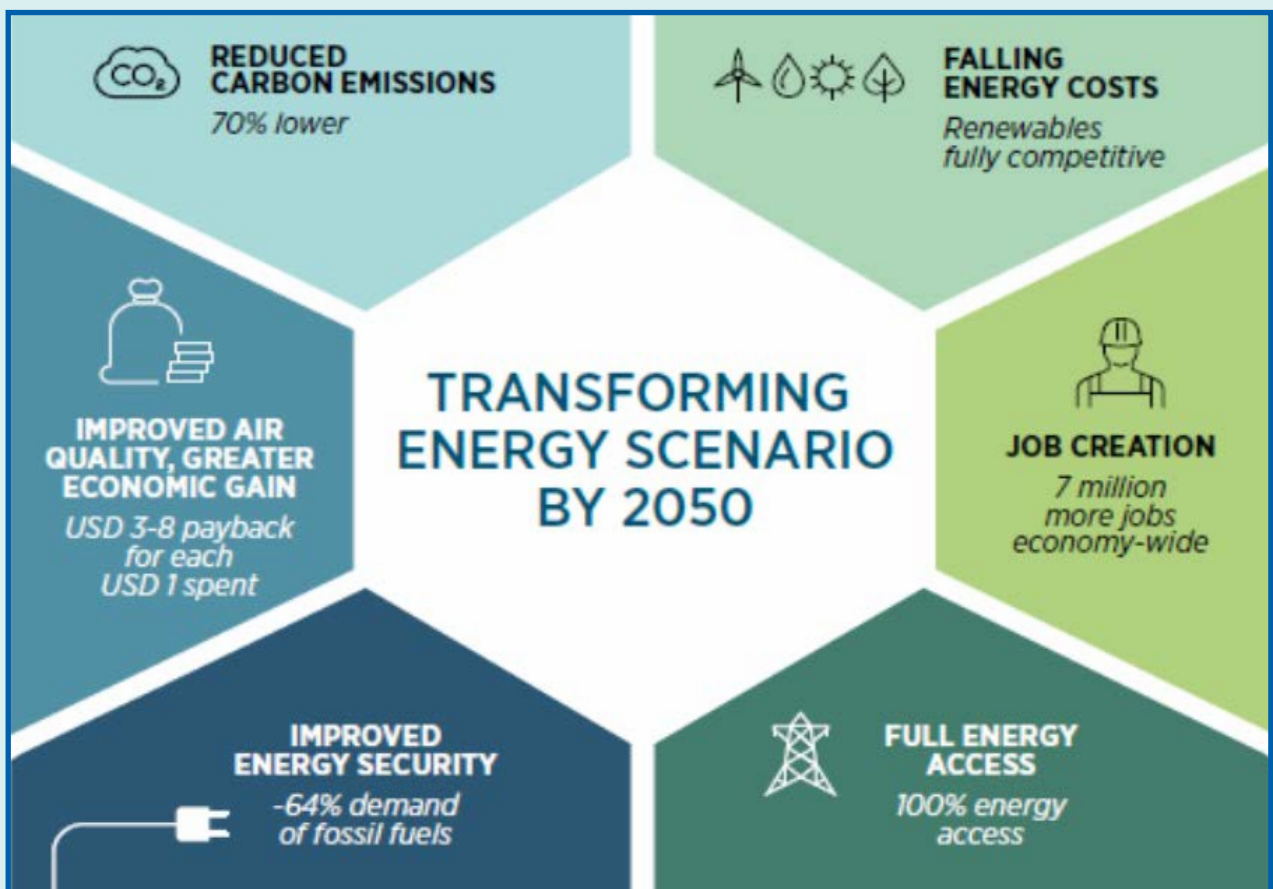 CO₂
REDUCED
CARBON EMISSIONS
70% lower
FALLING
ENERGY COSTS
Renewables
fully competitive
IMPROVED AIR
QUALITY, GREATER
ECONOMIC GAIN
USD 3-8 payback
for each
USD 1 spent
TRANSFORMING
ENERGY SCENARIO
BY 2050
JOB CREATION
7 million
more jobs
economy-wide
IMPROVED
ENERGY SECURITY
-64% demand
of fossil fuels
FULL ENERGY
ACCESS
100% energy
access